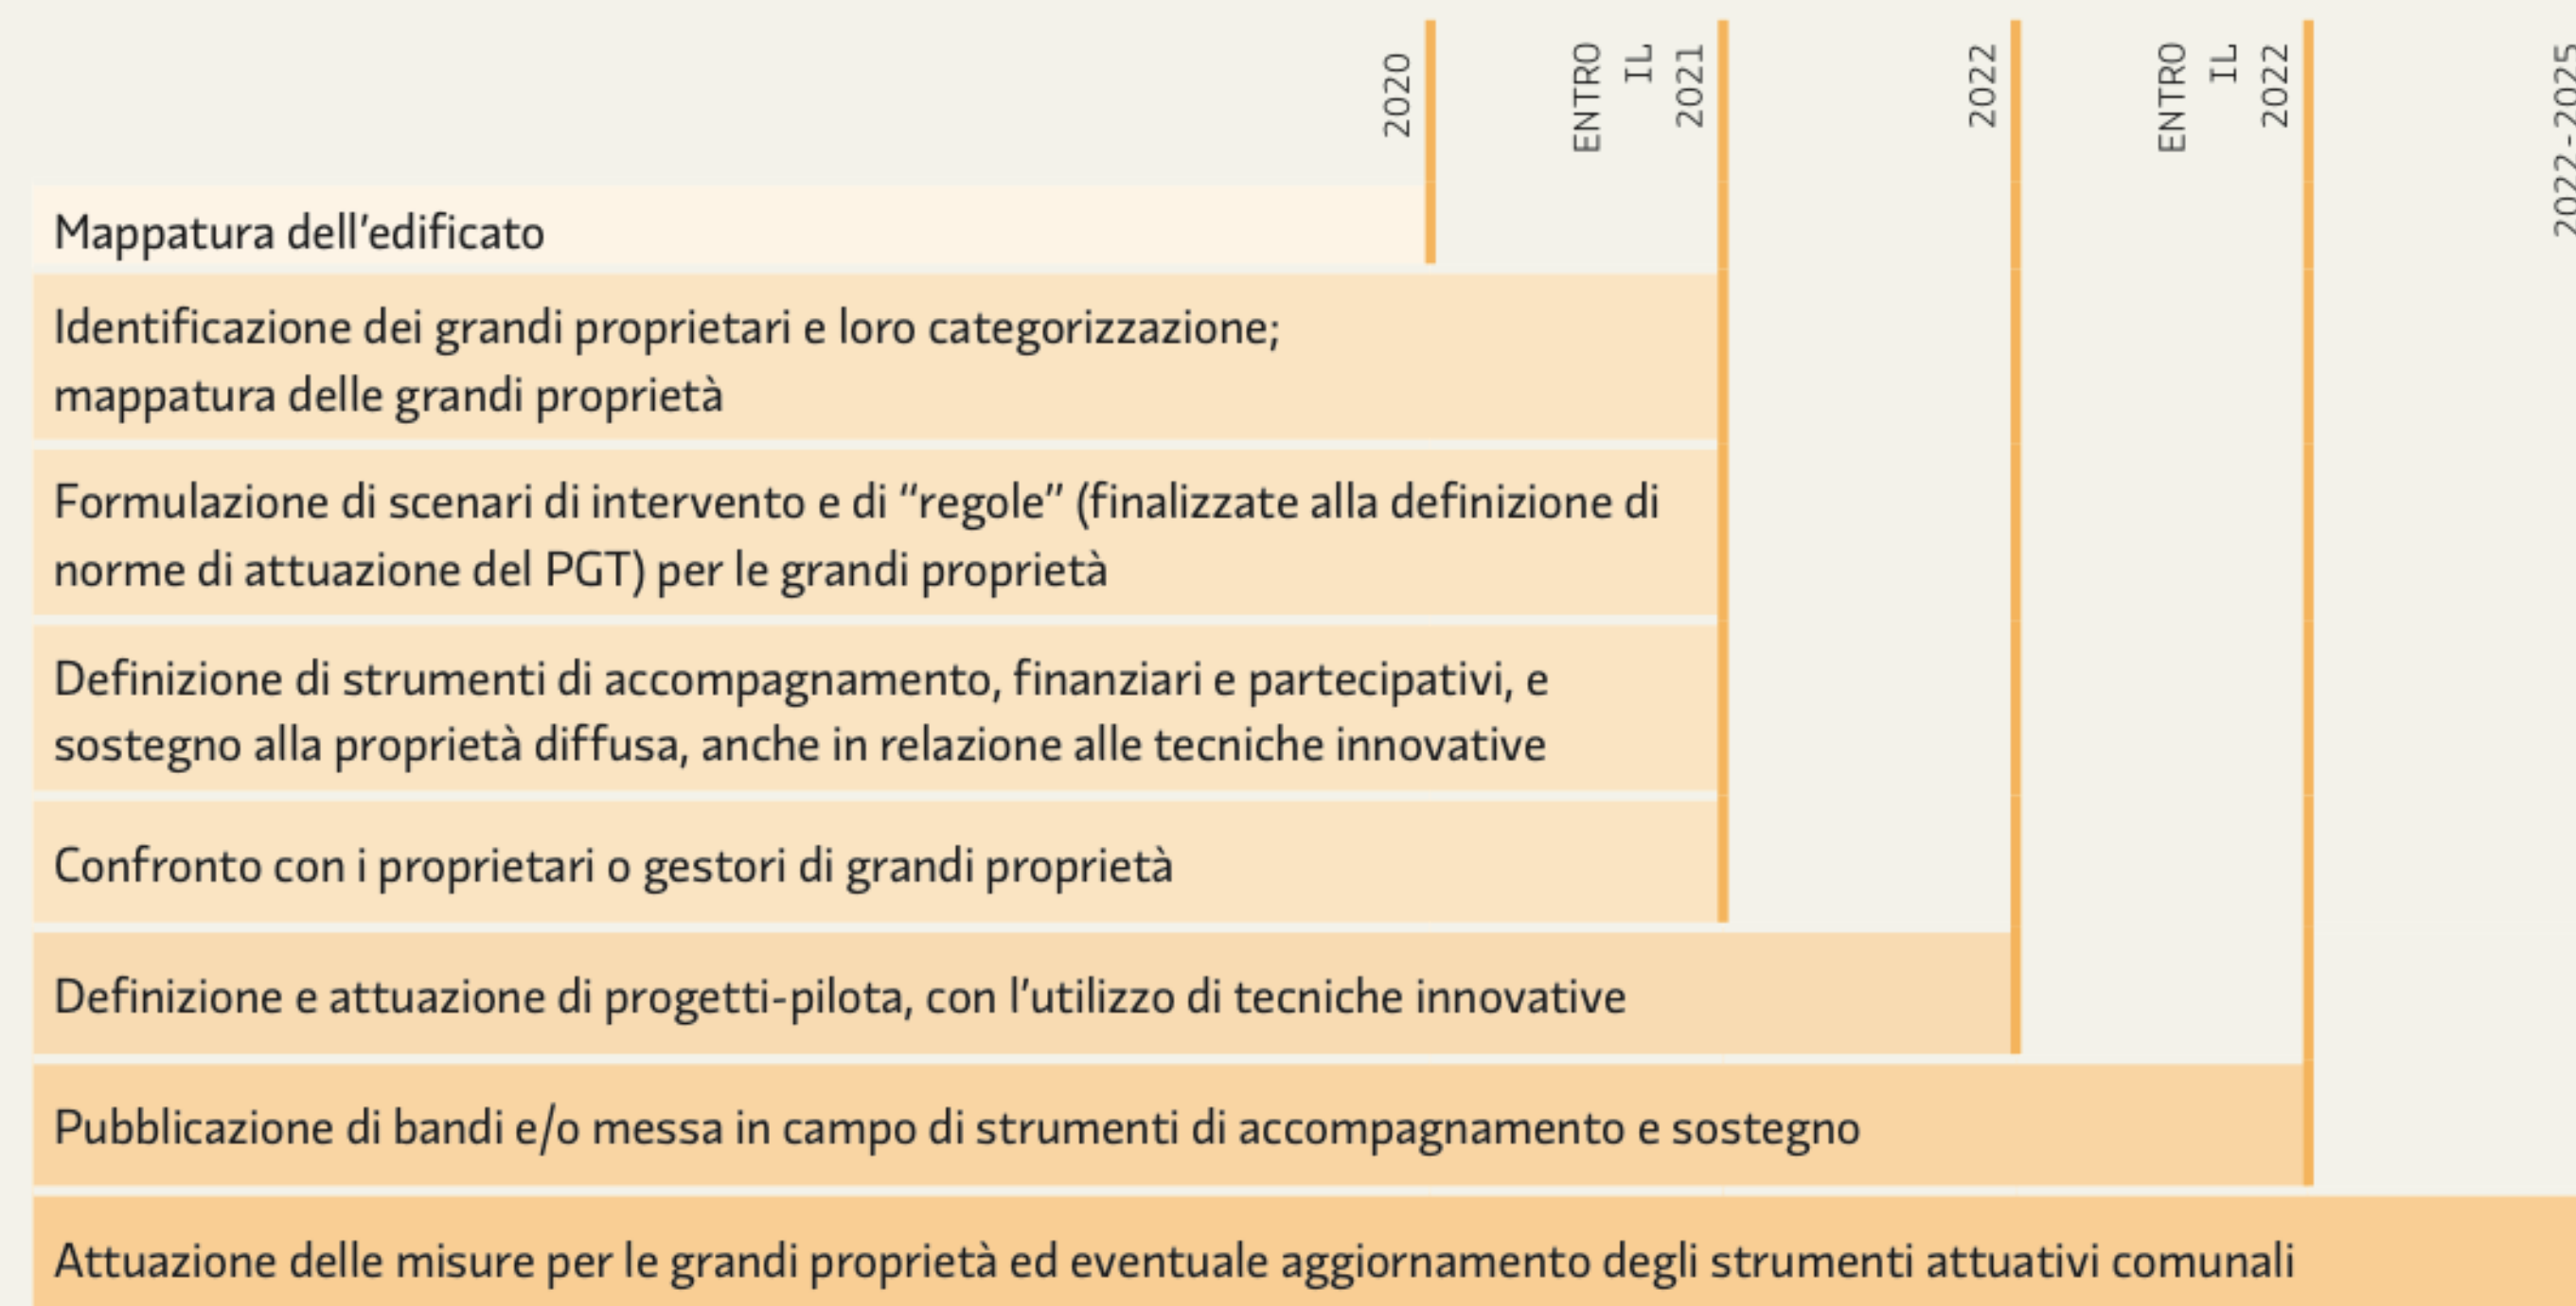 2020
ENTRO
IL
2021
2022
ENTRO
IL
2022
2022-2025
Mappatura dell’edificato
Identificazione dei grandi proprietari e loro categorizzazione;
mappatura delle grandi proprietà
Formulazione di scenari di intervento e di “regole” (finalizzate alla definizione di
norme di attuazione del PGT) per le grandi proprietà
Definizione di strumenti di accompagnamento, finanziari e partecipativi, e
sostegno alla proprietà diffusa, anche in relazione alle tecniche innovative
Confronto con i proprietari o gestori di grandi proprietà
Definizione e attuazione di progetti-pilota, con l’utilizzo di tecniche innovative
Pubblicazione di bandi e/o messa in campo di strumenti di accompagnamento e sostegno
Attuazione delle misure per le grandi proprietà ed eventuale aggiornamento degli strumenti attuativi comunali